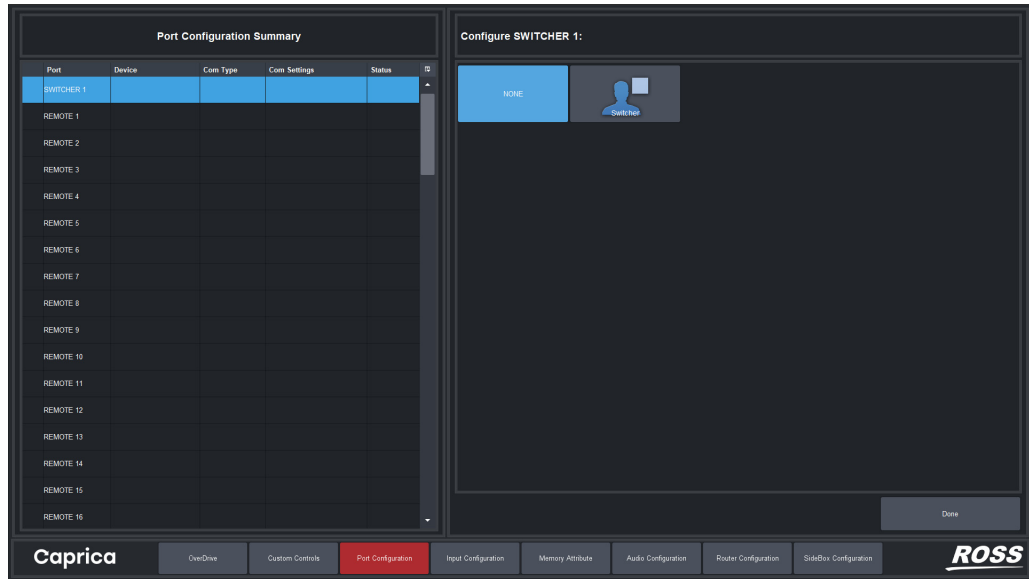 Port Configuration Summary
Configure SWITCHER 1:
Port Device Com Type Com Settings Status
SWITCHER 1
REMOTE 1
REMOTE 2
REMOTE 3
REMOTE 4
REMOTE 5
REMOTE 6
REMOTE 7
REMOTE 8
REMOTE 9
REMOTE 10
REMOTE 11
REMOTE 12
REMOTE 13
REMOTE 14
REMOTE 15
REMOTE 16
NONE
Switcher
Done
Caprica OverDrive Custom Controls Port Configuration Input Configuration Memory Attribute Audio Configuration Router Configuration SideBox Configuration ROSS